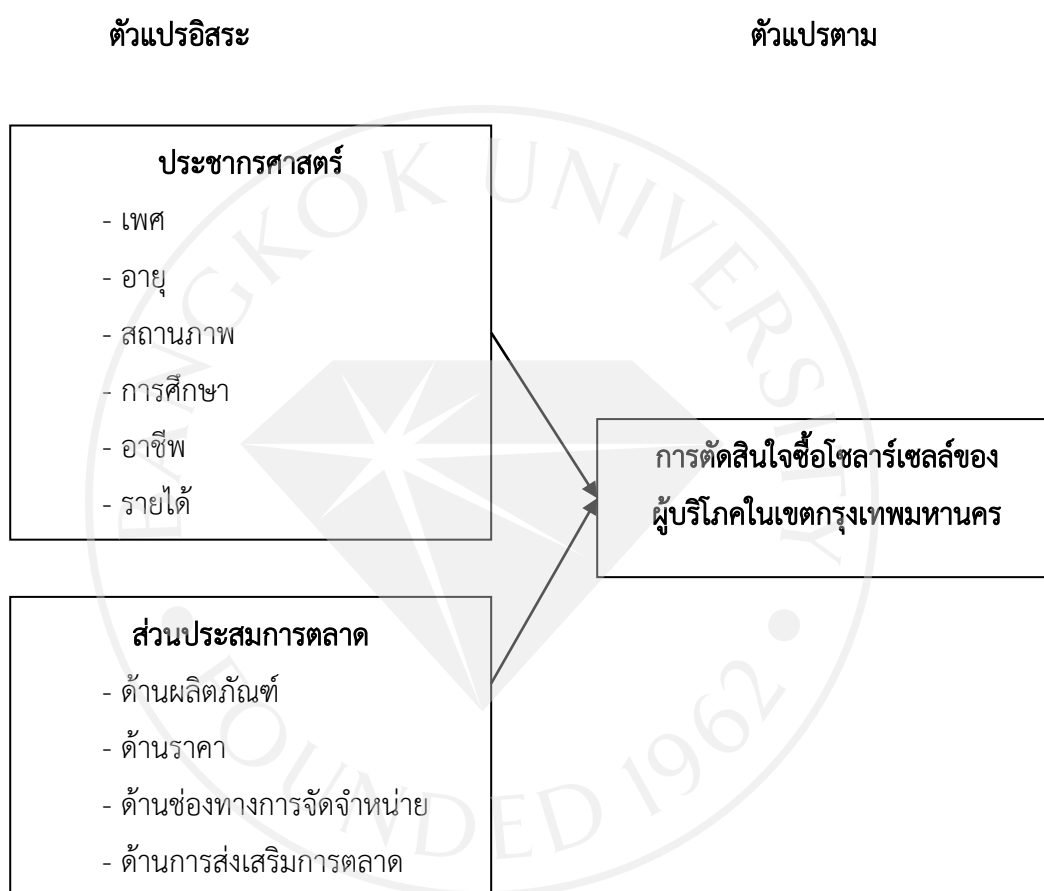 ตัวแปรอิสระ
ตัวแปรตาม
ประชากรศาสตร์
- เพศ
- อายุ
- สถานภาพ
- การศึกษา
- อาชีพ
- รายได้
การตัดสินใจซื้อโซลาร์เซลล์ของ
ผู้บริโภคในเขตกรุงเทพมหานคร
ส่วนประสมการตลาด
- ด้านผลิตภัณฑ์
- ด้านราคา
- ด้านช่องทางการจัดจำหน่าย
- ด้านการส่งเสริมการตลาด
BANGKOK UNIVERSITY
FOUNDED 1962